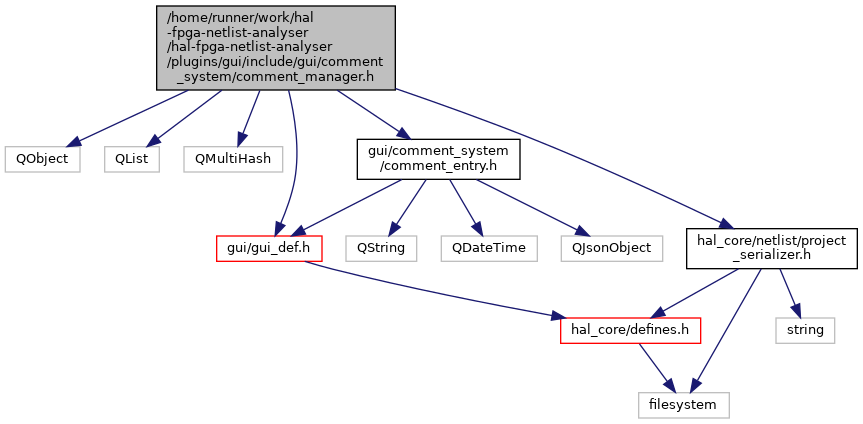 /home/runner/work/hal
-fpga-netlist-analyser
/hal-fpga-netlist-analyser
/plugins/gui/include/gui/comment
_system/comment_manager.h
QObject
QList
QMultiHash
gui/comment_system
/comment_entry.h
gui/gui_def.h
QString
QDateTime
QJsonObject
hal_core/netlist/project
_serializer.h
hal_core/defines.h
string
filesystem